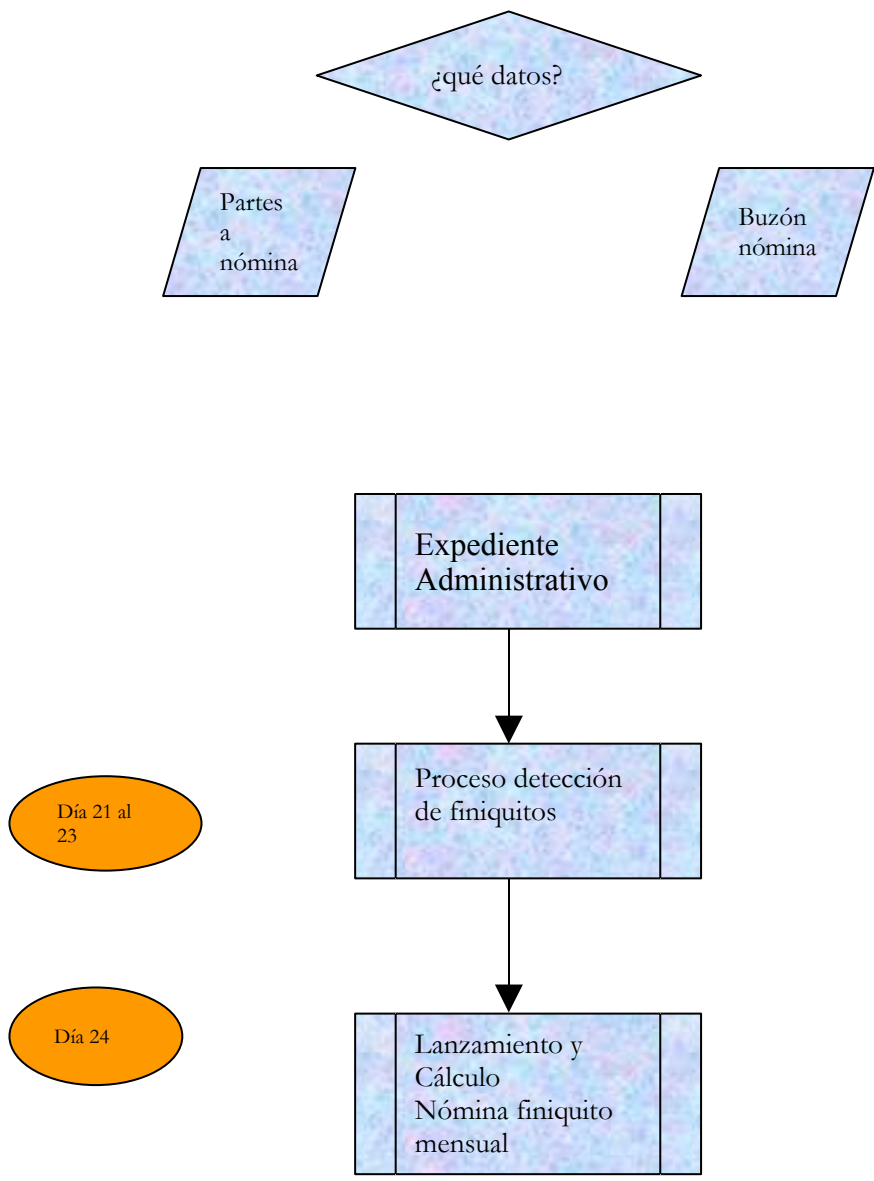 ¿qué datos?
Partes
a
nómina
Buzón
nómina
Expediente
Administrativo
Proceso detección
de finiquitos
Día 21 al
23
Día 24
Lanzamiento y
Cálculo
Nómina finiquito
mensual